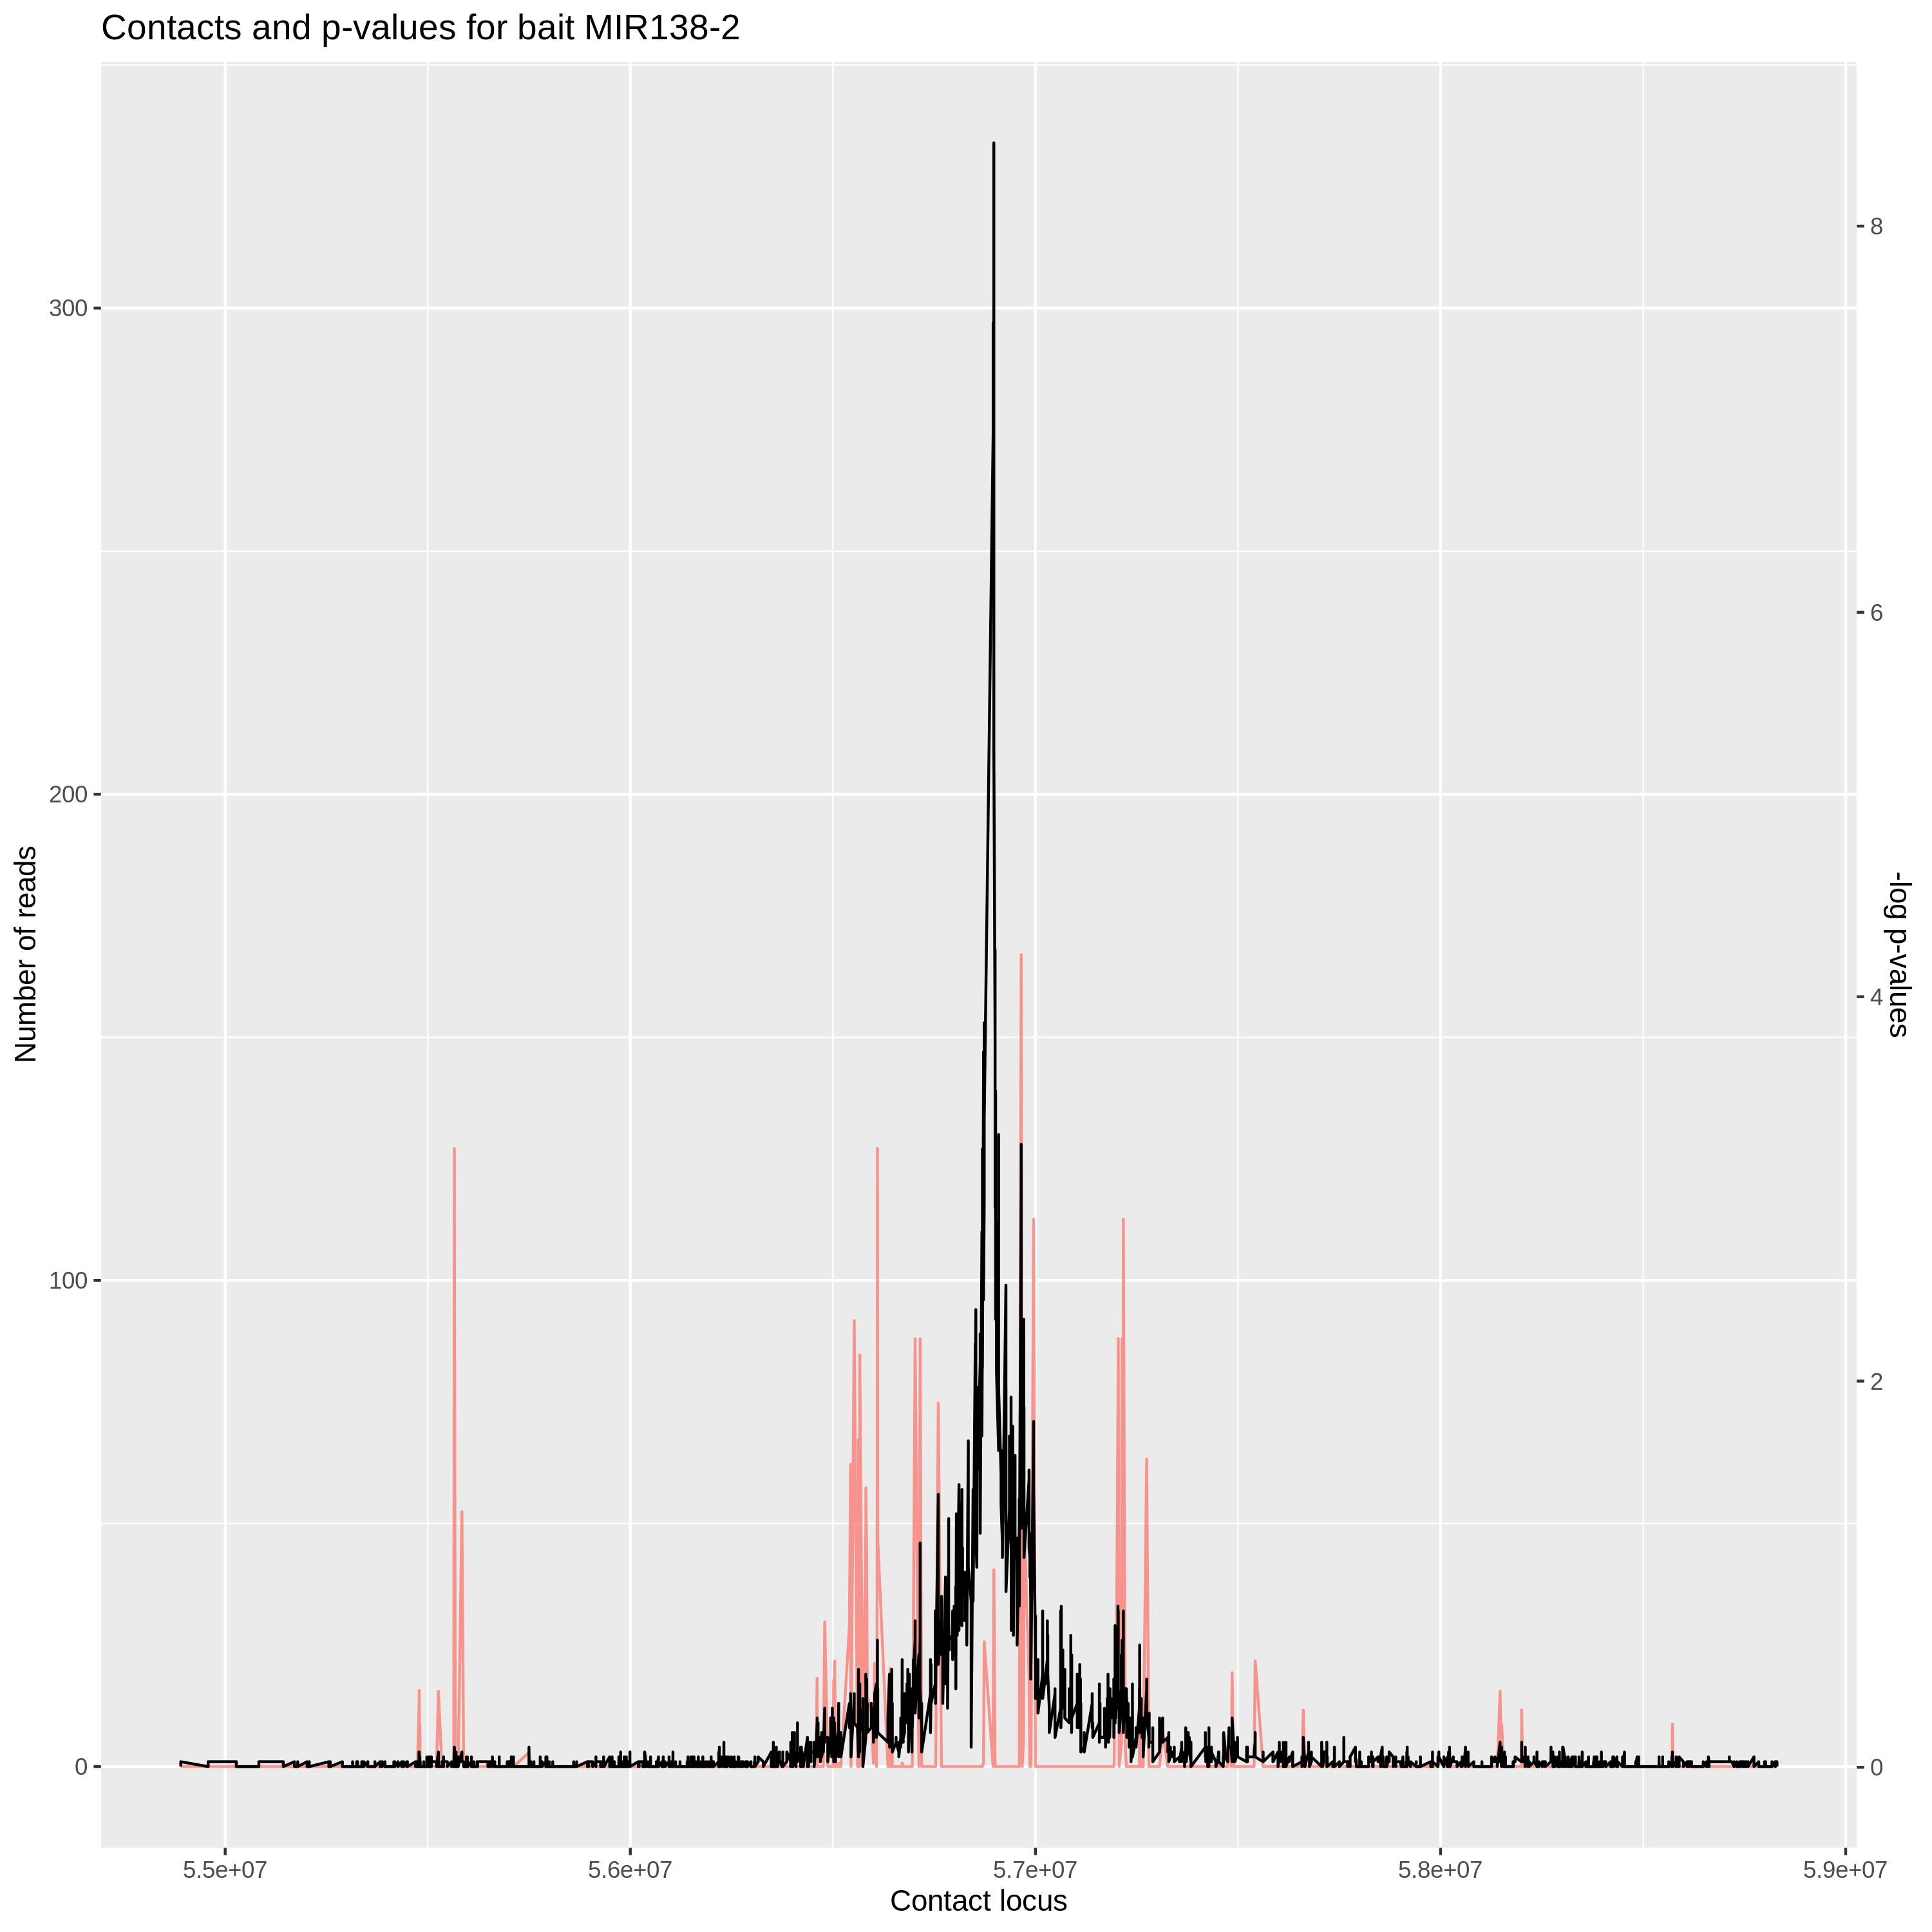 Contacts and p-values for bait MIR138-2
Number of reads
300
200
100
0
8
6
4
2
0
-log p-values
5.5e+07
5.6e+07
5.7e+07
5.8e+07
5.9e+07
Contact locus